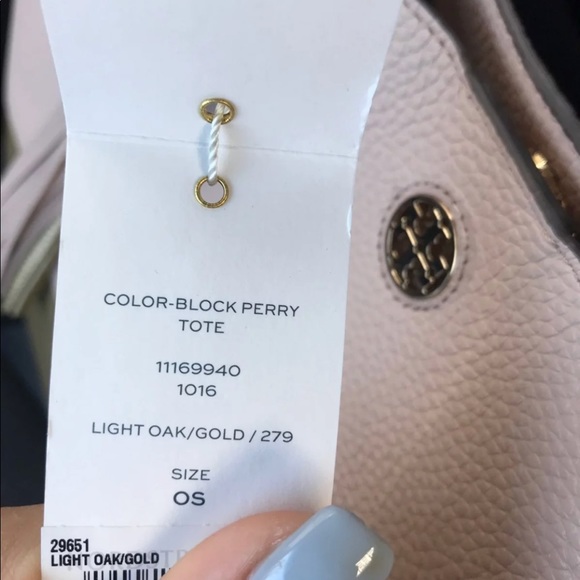 COLOR-BLOCK PERRY
TOTE
11169940
1016
LIGHT OAK/GOLD / 279
SIZE
OS
29651
LIGHT OAK/GOLD